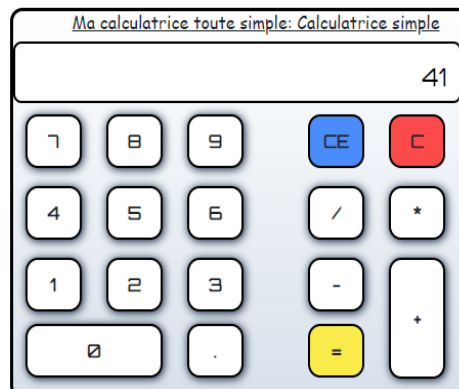 Ma calculatrice toute simple: Calculatrice simple
41
7 8 9 CE C
4 5 6 / *
1 2 3 - +
0 . =